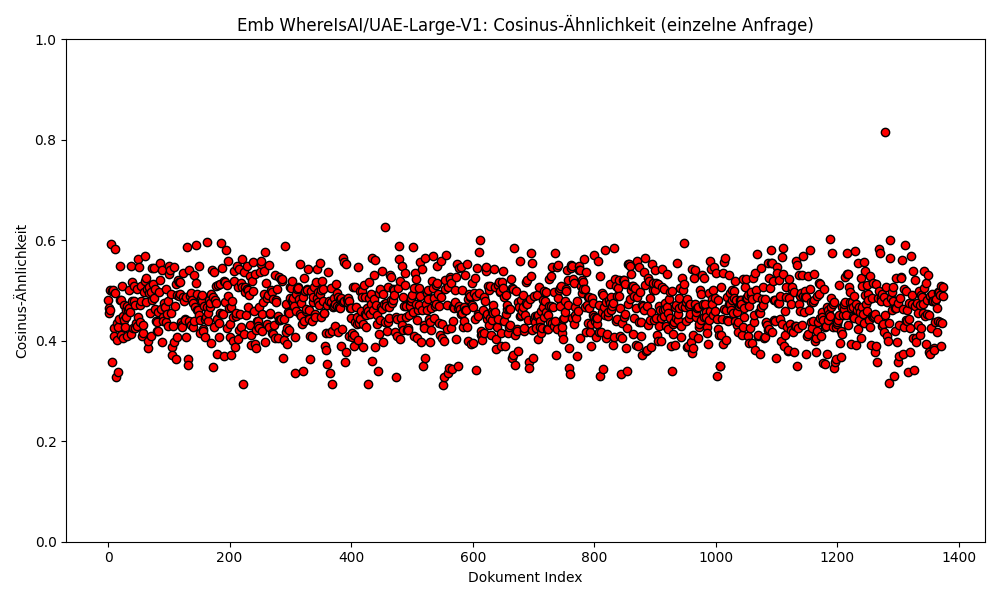 Emb WhereIsAI/UAE-Large-V1: Cosinus-Ähnlichkeit (einzelne Anfrage)
Cosinus-Ähnlichkeit
1.0
0.8
0.6
0.4
0.2
0.0
0 200 400 600 800 1000 1200 1400
Dokument Index